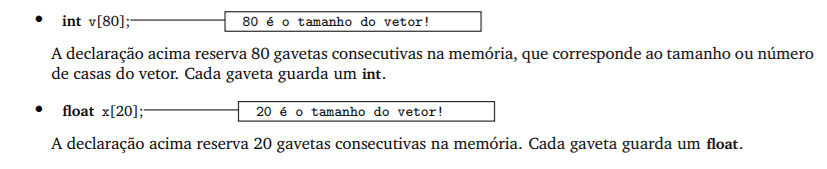 • int v[80]; 80 é o tamanho do vetor!
A declaração acima reserva 80 gavetas consecutivas na memória, que corresponde ao tamanho ou número
de casas do vetor. Cada gaveta guarda um int.
• float x[20]; 20 é o tamanho do vetor!
A declaração acima reserva 20 gavetas consecutivas na memória. Cada gaveta guarda um float.